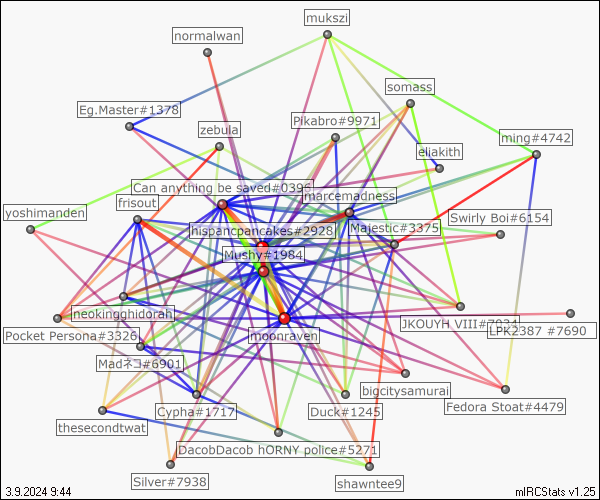 mukszi
normalwan
somass
Eg.Master#1378
Pikabro#9971
zebula
ming#4742
eliakith
Can anything be saved#0396
marcemadness
frisout
yoshimanden
Swirly Boi#6154
hispancpancakes#2928
Majestic#3375
Mushy#1984
neokingghidorah
JKOUYH VIII#7034
LPK2387 #7690
Pocket Persona#3326
moonraven
Madネコ#6901
bigcitysamurai
Cypha#1717
Duck#1245
Fedora Stoat#4479
thesecondtwat
DacobDacob hORNY police#5271
Silver#7938
shawntee9
3.9.2024 9:44
mIRCStats v1.25